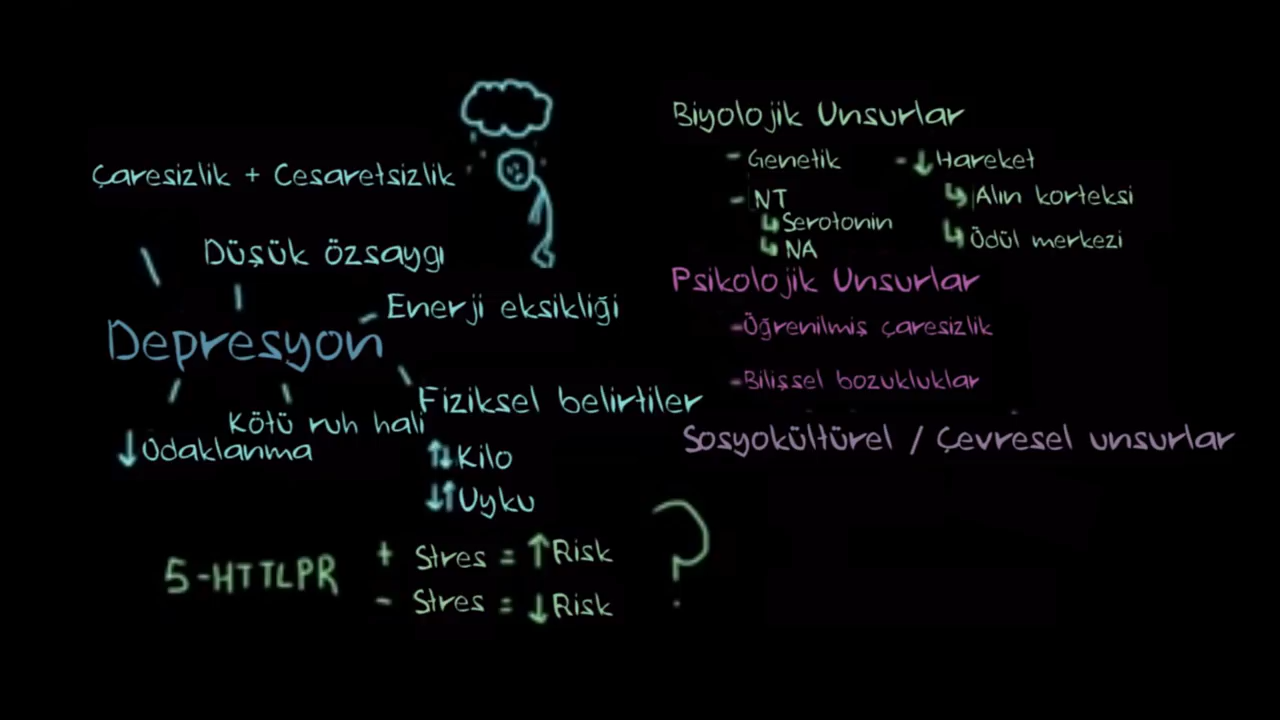 Çaresizlik + Cesaretsizlik
Düşük özsaygı
Enerji eksikliği
Depresyon
Fiziksel belirtiler
Kötü ruh hali
↓Odaklanma
↑↓Kilo
↓↑Uyku
5-HTTLPR + Stres = ↑Risk
- Stres = ↓Risk
?
Biyolojik Unsurlar
- Genetik
- NT
↳Serotonin
↳NA
- ↓Hareket
↳Alın korteksi
↳Ödül merkezi
Psikolojik Unsurlar
-Öğrenilmiş çaresizlik
-Bilişsel bozukluklar
Sosyokültürel / Çevresel unsurlar